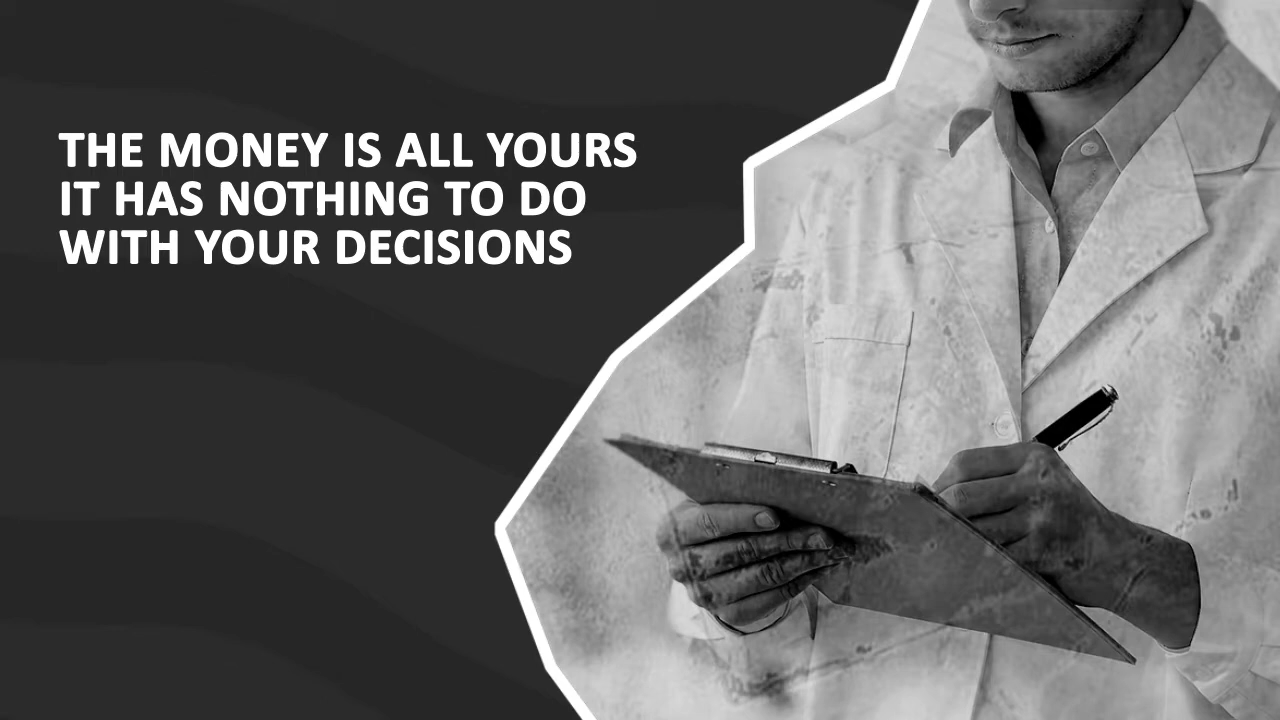 THE MONEY IS ALL YOURS
IT HAS NOTHING TO DO
WITH YOUR DECISIONS